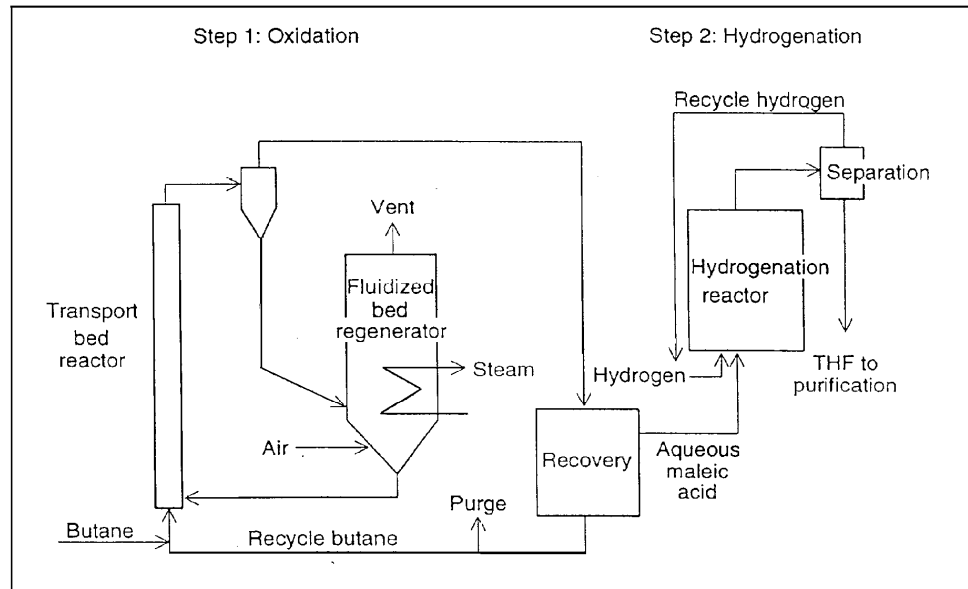 Step 1: Oxidation
Step 2: Hydrogenation
Recycle hydrogen
Separation
Vent
Fluidized
bed
regenerator
Hydrogenation
reactor
Transport
bed
reactor
Steam
Hydrogen
THF to
purification
Air
Recovery
Aqueous
maleic
acid
Purge
Butane
Recycle butane